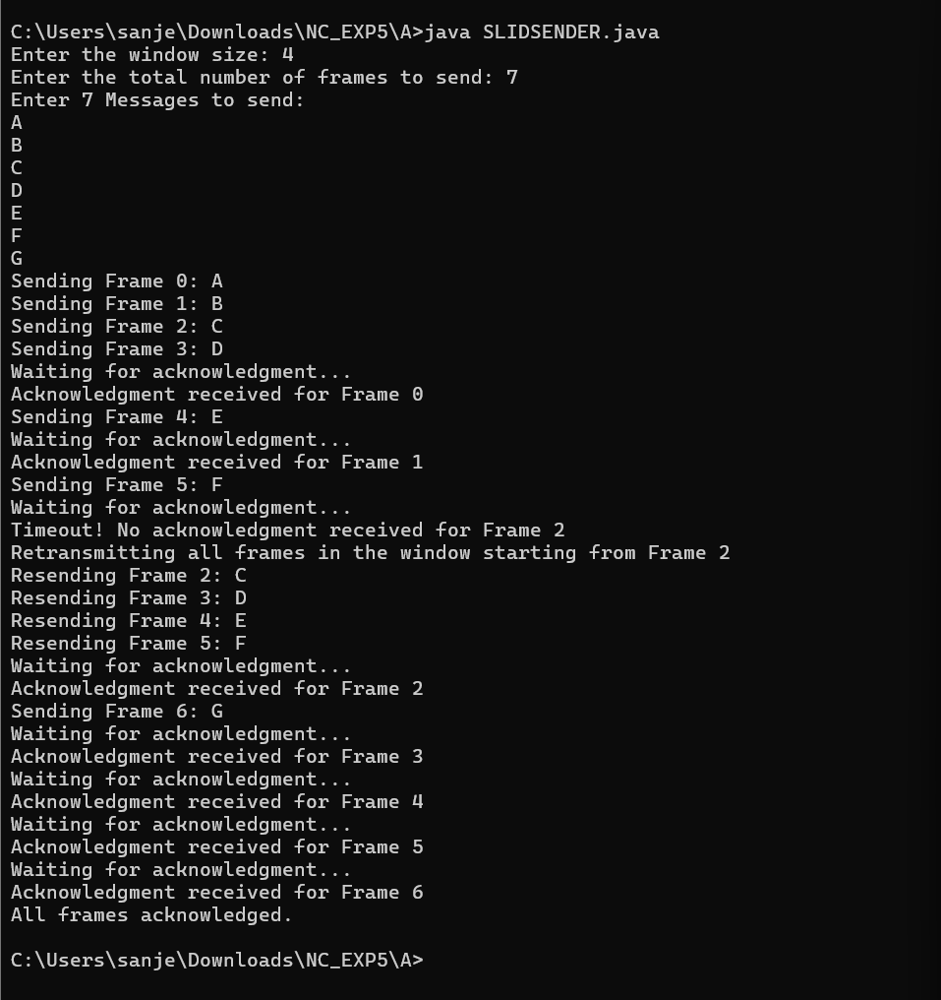 C:\Users\sanje\Downloads\NC_EXP5\A>java SLIDSENDER.java
Enter the window size: 4
Enter the total number of frames to send: 7
Enter 7 Messages to send:
A
B
C
D
E
F
G
Sending Frame 0: A
Sending Frame 1: B
Sending Frame 2: C
Sending Frame 3: D
Waiting for acknowledgment...
Acknowledgment received for Frame 0
Sending Frame 4: E
Waiting for acknowledgment...
Acknowledgment received for Frame 1
Sending Frame 5: F
Waiting for acknowledgment...
Timeout! No acknowledgment received for Frame 2
Retransmitting all frames in the window starting from Frame 2
Resending Frame 2: C
Resending Frame 3: D
Resending Frame 4: E
Resending Frame 5: F
Waiting for acknowledgment...
Acknowledgment received for Frame 2
Sending Frame 6: G
Waiting for acknowledgment...
Acknowledgment received for Frame 3
Waiting for acknowledgment...
Acknowledgment received for Frame 4
Waiting for acknowledgment...
Acknowledgment received for Frame 5
Waiting for acknowledgment...
Acknowledgment received for Frame 6
All frames acknowledged.
C:\Users\sanje\Downloads\NC_EXP5\A>